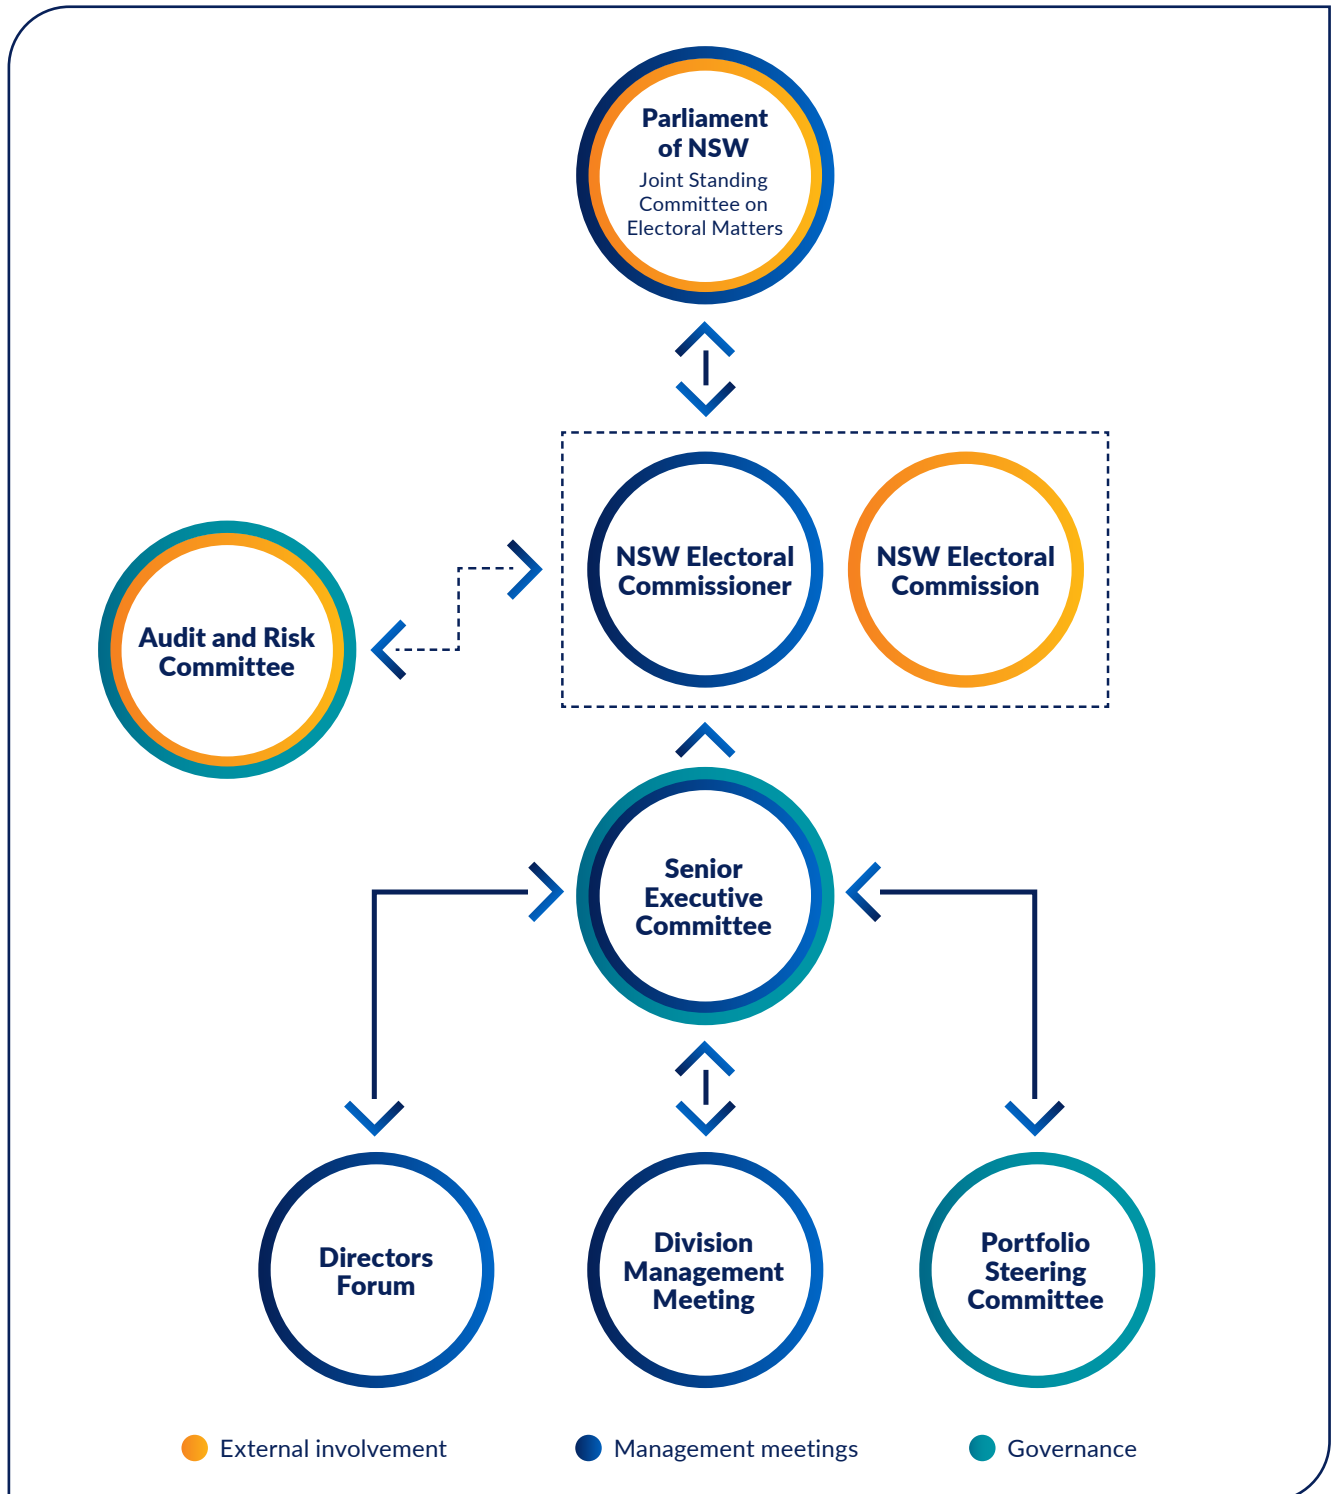 Parliament
of NSW
Joint Standing
Committee on
Electoral Matters
NSW Electoral
Commissioner
NSW Electoral
Commission
Audit and Risk
Committee
Senior
Executive
Committee
Directors
Forum
Division
Management
Meeting
Portfolio
Steering
Committee
External involvement
Management meetings
Governance